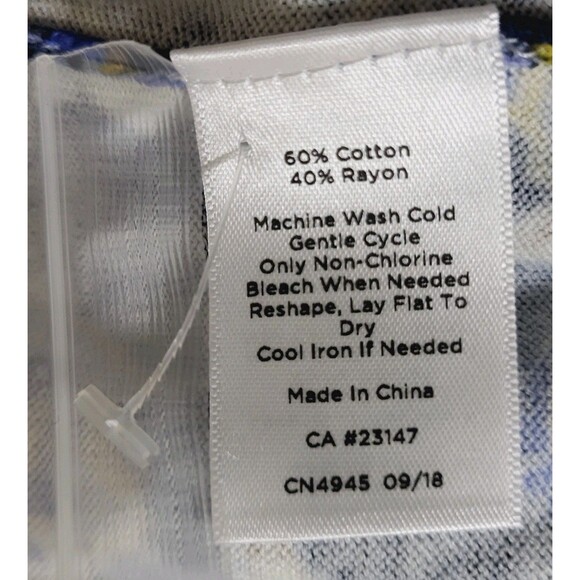 60% Cotton
40% Rayon
Machine Wash Cold
Gentle Cycle
Only Non-Chlorine
Bleach When Needed
Reshape, Lay Flat To
Dry
Cool Iron If Needed
Made In China
CA #23147
CN4945 09/18